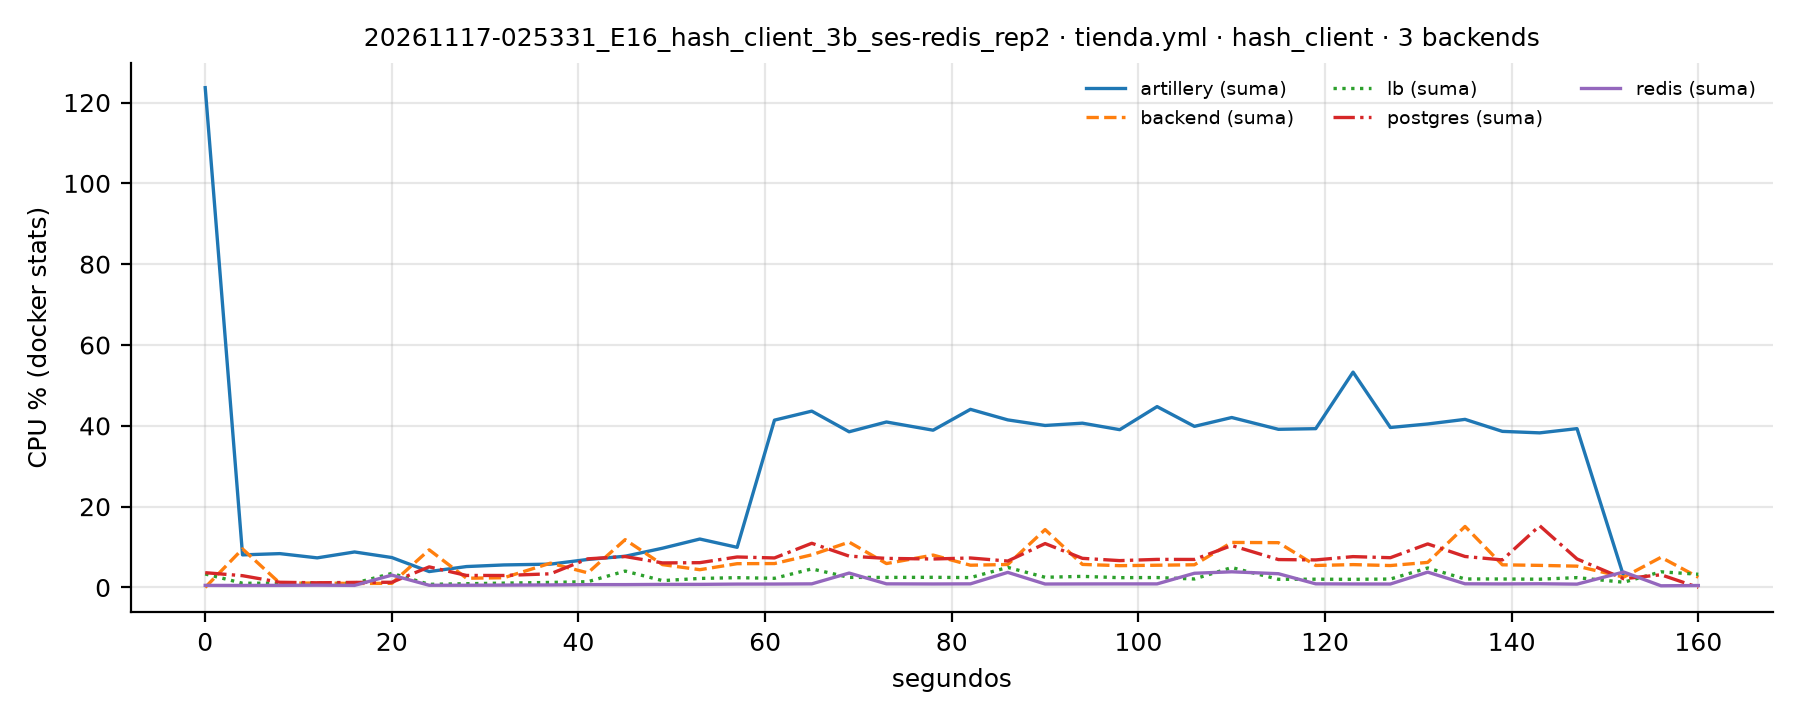 20261117-025331_E16_hash_client_3b_ses-redis_rep2 · tienda.yml · hash_client · 3 backends
artillery (suma)
backend (suma)
lb (suma)
postgres (suma)
redis (suma)
CPU % (docker stats)
120
100
80
60
40
20
0
0 20 40 60 80 100 120 140 160
segundos